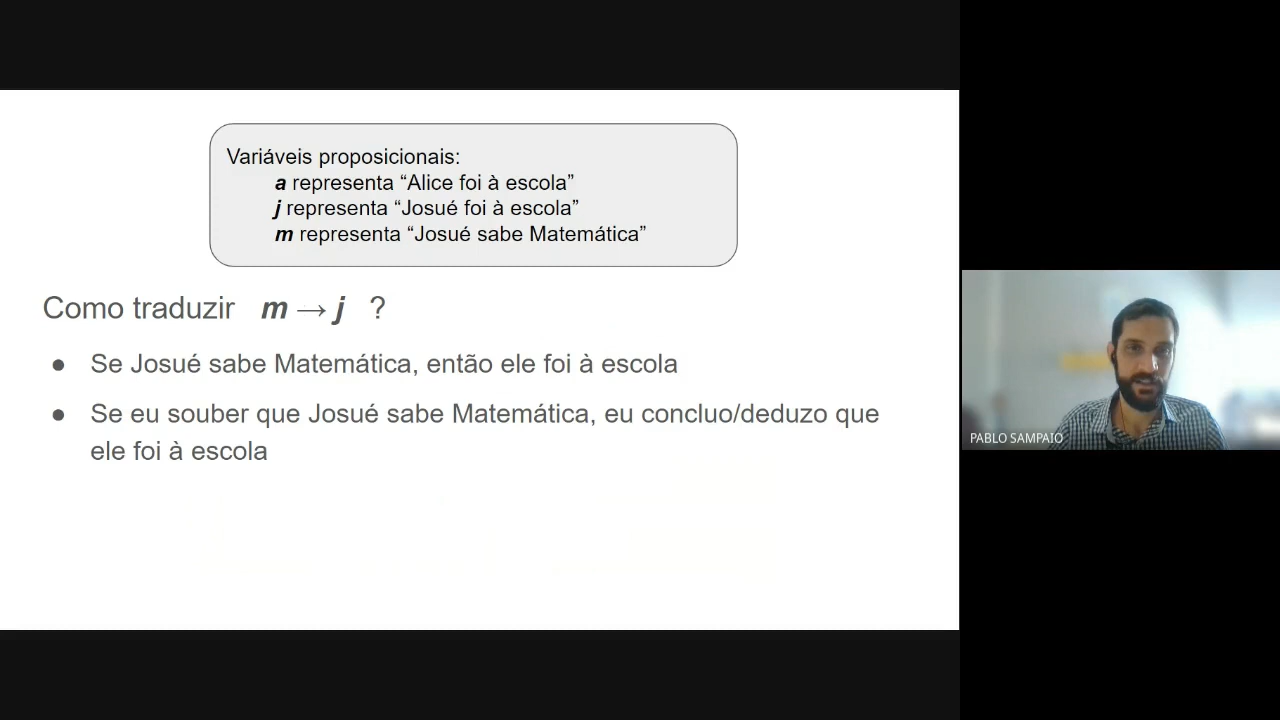 Variáveis proposicionais:
a representa “Alice foi à escola”
j representa “Josué foi à escola”
m representa “Josué sabe Matemática”
Como traduzir m → j ?
● Se Josué sabe Matemática, então ele foi à escola
● Se eu souber que Josué sabe Matemática, eu concluo/deduzo que
ele foi à escola
PABLO SAMPAIO